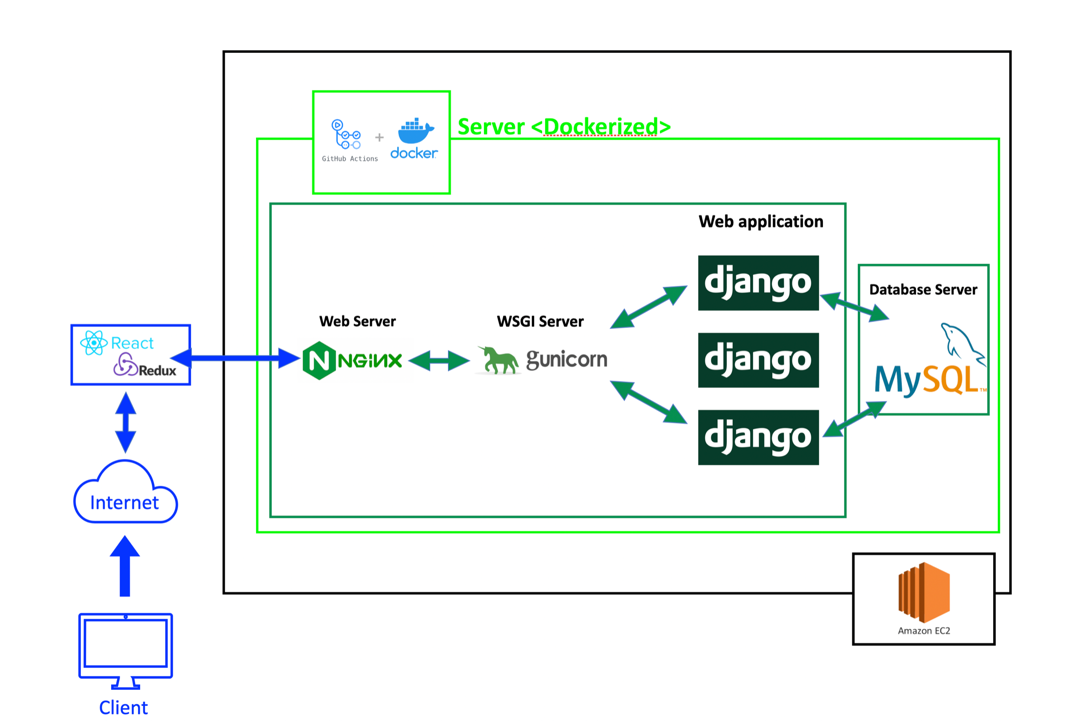 Server <Dockerized>
GitHub Actions
+
docker
Web application
django
Database Server
Web Server
WSGI Server
React
Redux
NGINX
gunicorn
django
MySQL™
django
Internet
Amazon EC2
Client